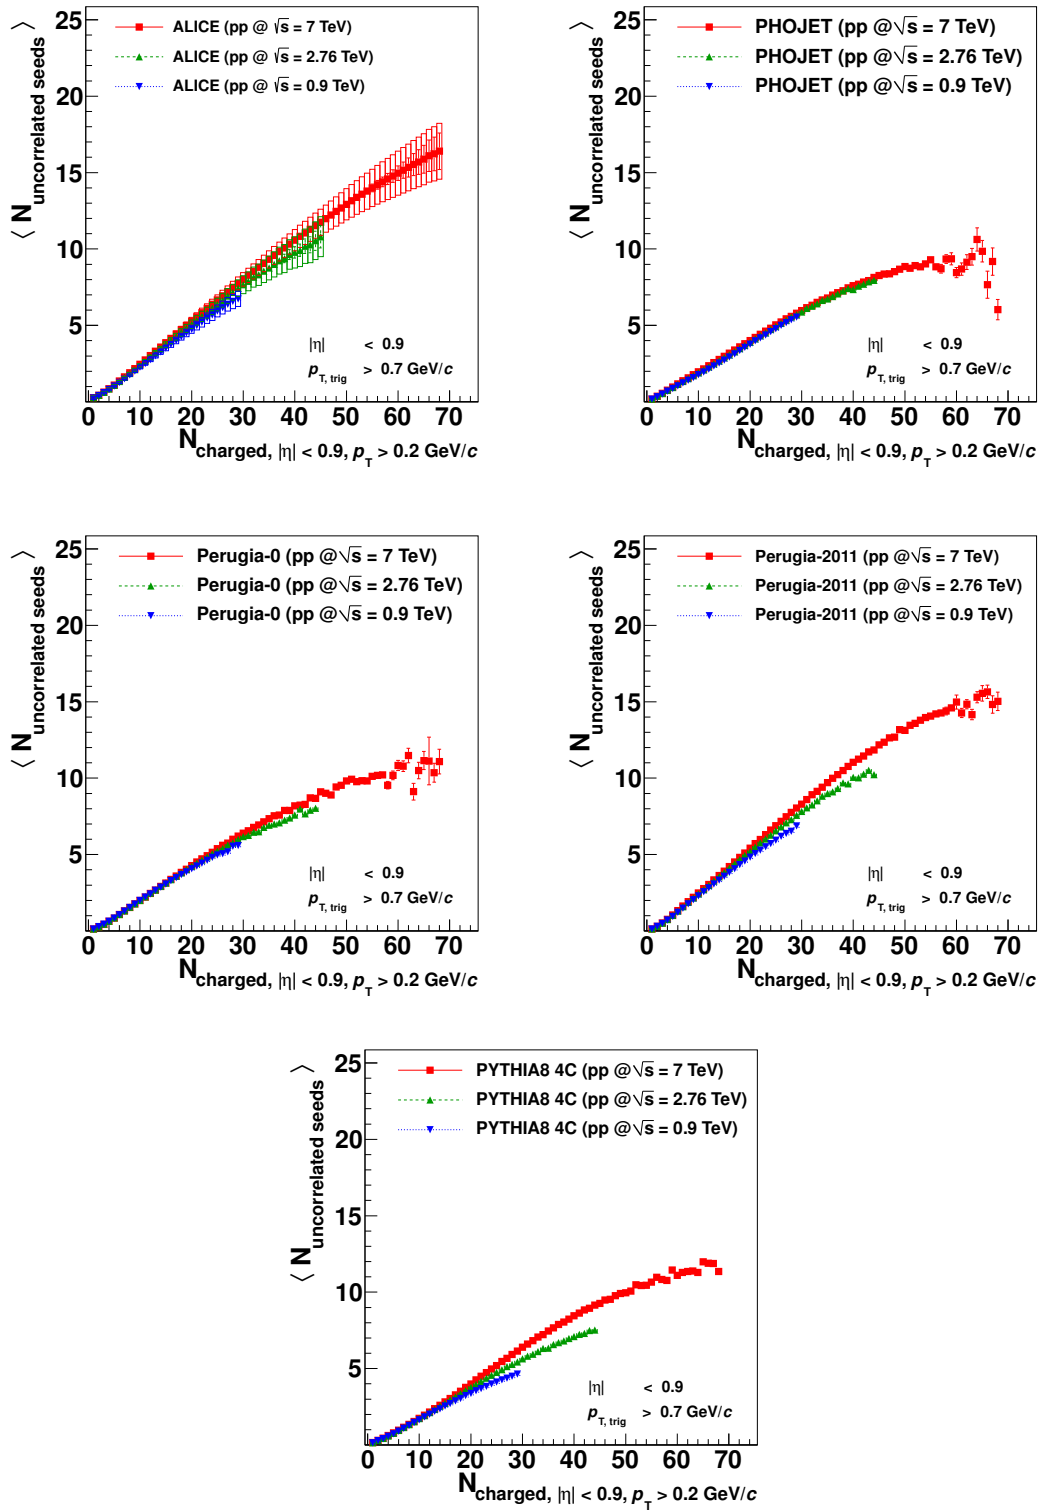 ALICE (pp @ √s = 7 TeV)
ALICE (pp @ √s = 2.76 TeV)
ALICE (pp @ √s = 0.9 TeV)
⟨ N uncorrelated seeds ⟩
25
20
15
10
5
|η| < 0.9
p T, trig > 0.7 GeV/c
0 10 20 30 40 50 60 70
N charged, |η| < 0.9, p T > 0.2 GeV/c
PHOJET (pp @√s = 7 TeV)
PHOJET (pp @√s = 2.76 TeV)
PHOJET (pp @√s = 0.9 TeV)
⟨ N uncorrelated seeds ⟩
25
20
15
10
5
|η| < 0.9
p T, trig > 0.7 GeV/c
0 10 20 30 40 50 60 70
N charged, |η| < 0.9, p T > 0.2 GeV/c
Perugia-0 (pp @√s = 7 TeV)
Perugia-0 (pp @√s = 2.76 TeV)
Perugia-0 (pp @√s = 0.9 TeV)
⟨ N uncorrelated seeds ⟩
25
20
15
10
5
|η| < 0.9
p T, trig > 0.7 GeV/c
0 10 20 30 40 50 60 70
N charged, |η| < 0.9, p T > 0.2 GeV/c
Perugia-2011 (pp @√s = 7 TeV)
Perugia-2011 (pp @√s = 2.76 TeV)
Perugia-2011 (pp @√s = 0.9 TeV)
⟨ N uncorrelated seeds ⟩
25
20
15
10
5
|η| < 0.9
p T, trig > 0.7 GeV/c
0 10 20 30 40 50 60 70
N charged, |η| < 0.9, p T > 0.2 GeV/c
PYTHIA8 4C (pp @√s = 7 TeV)
PYTHIA8 4C (pp @√s = 2.76 TeV)
PYTHIA8 4C (pp @√s = 0.9 TeV)
⟨ N uncorrelated seeds ⟩
25
20
15
10
5
|η| < 0.9
p T, trig > 0.7 GeV/c
0 10 20 30 40 50 60 70
N charged, |η| < 0.9, p T > 0.2 GeV/c